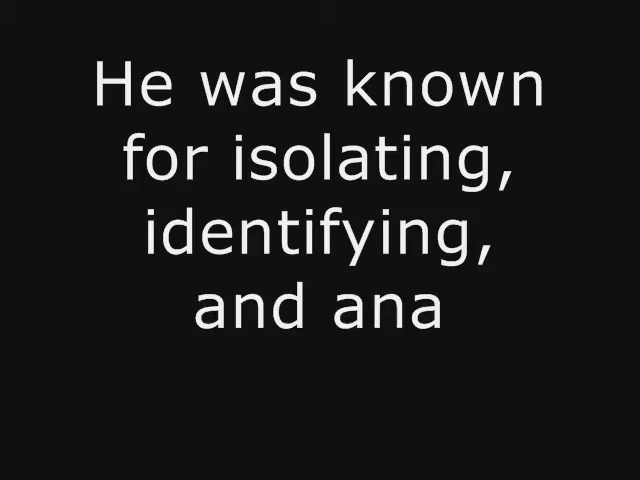 He was known
for isolating,
identifying,
and ana